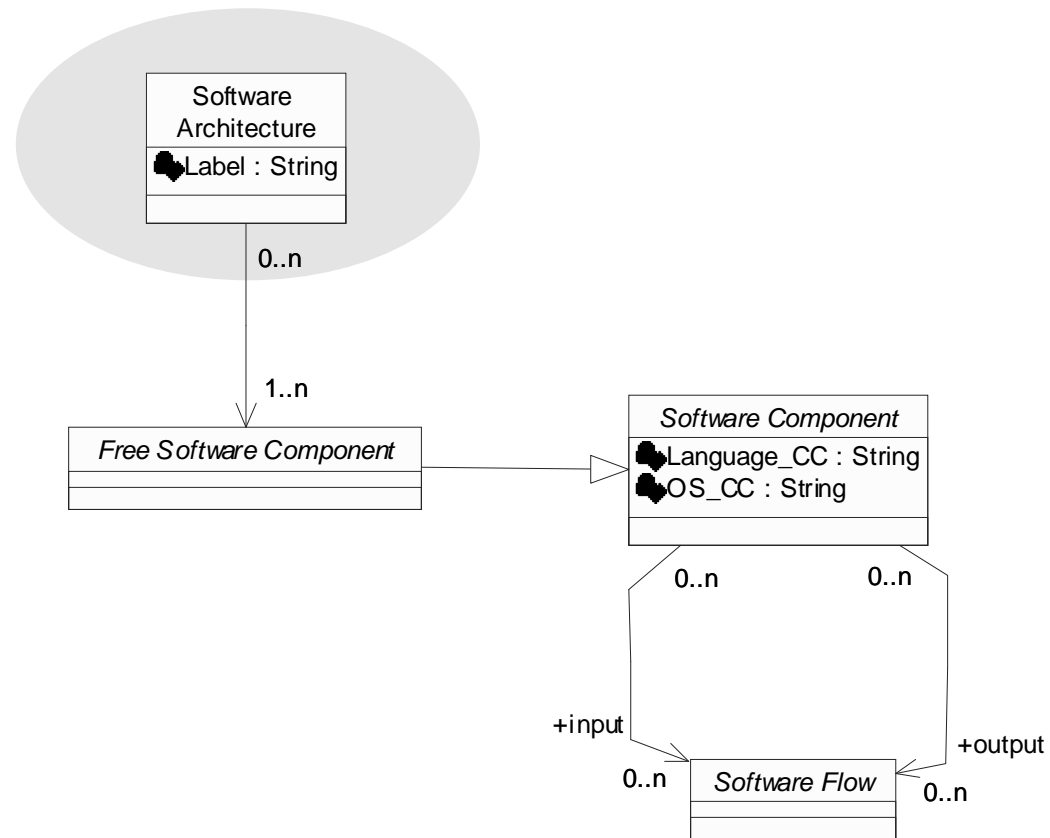 Software
Architecture
Label : String
0..n
1..n
Free Software Component
Software Component
Language_CC : String
OS_CC : String
0..n
0..n
+input
+output
0..n
Software Flow
0..n